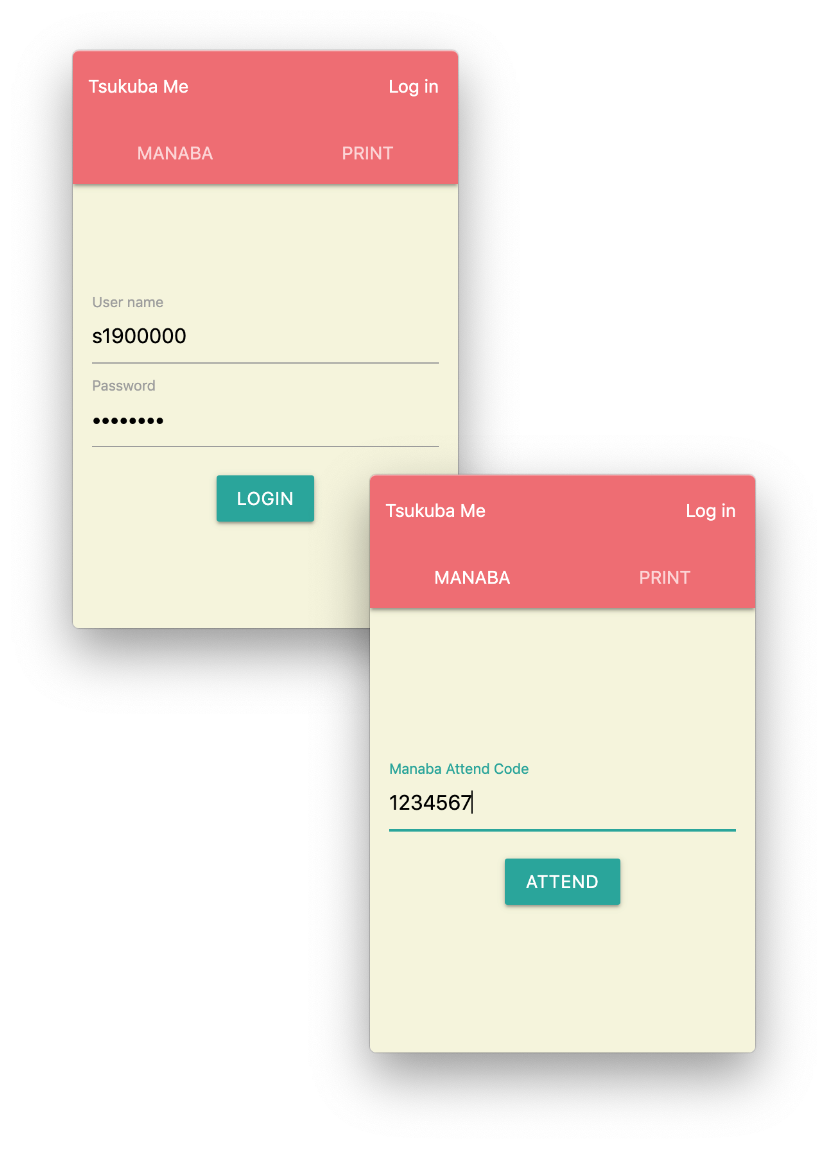 Tsukuba Me Log in
MANABA PRINT
User name
s1900000
Password
••••••••
LOGIN
Tsukuba Me Log in
MANABA PRINT
Manaba Attend Code
1234567
ATTEND